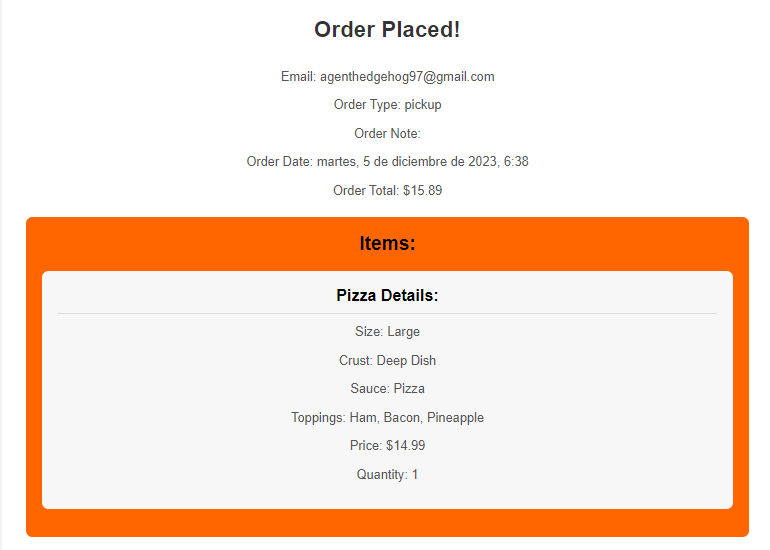 Order Placed!
Email: agenthedgehog97@gmail.com
Order Type: pickup
Order Note:
Order Date: martes, 5 de diciembre de 2023, 6:38
Order Total: $15.89
Items:
Pizza Details:
Size: Large
Crust: Deep Dish
Sauce: Pizza
Toppings: Ham, Bacon, Pineapple
Price: $14.99
Quantity: 1